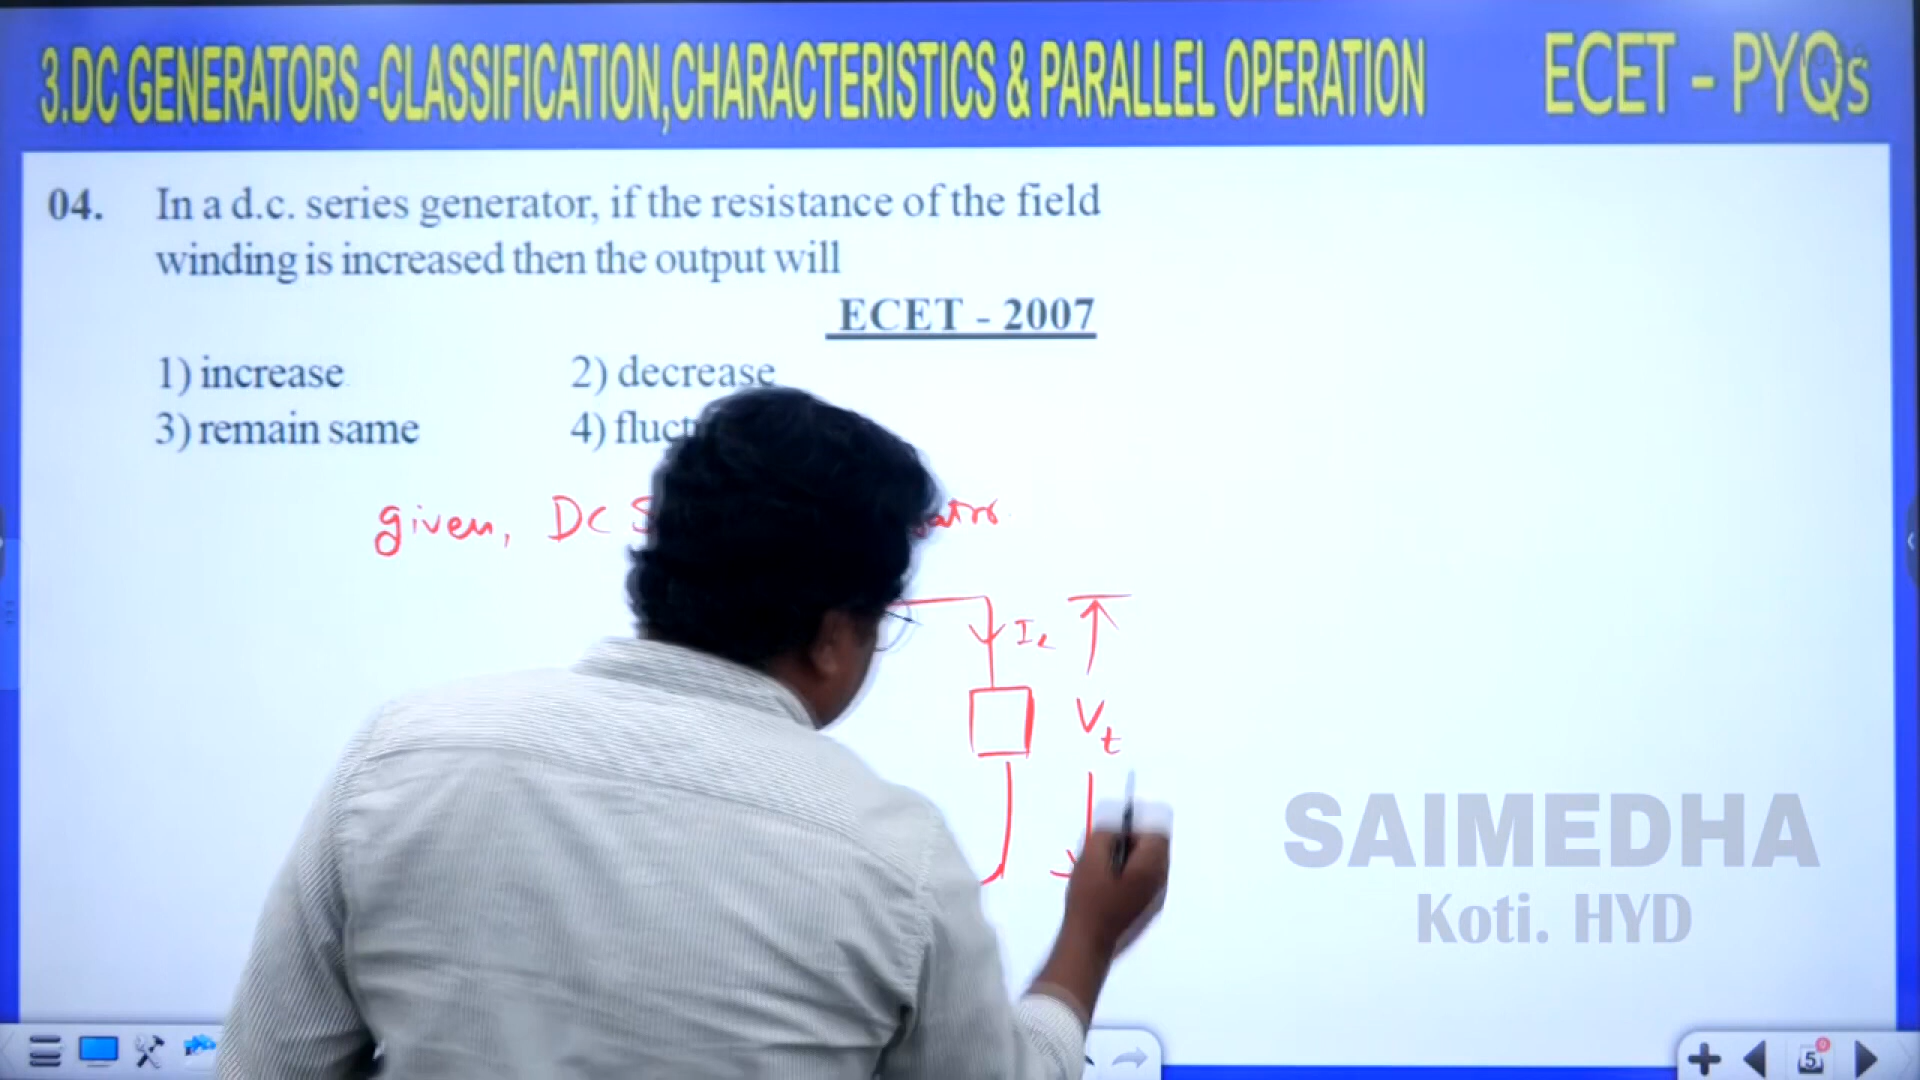 3.DC GENERATORS -CLASSIFICATION,CHARACTERISTICS & PARALLEL OPERATION ECET – PYQs
04. In a d.c. series generator, if the resistance of the field
winding is increased then the output will
ECET - 2007
1) increase 2) decrease
3) remain same 4)
given, DC
I
Vt
SAIMEDHA
Koti. HYD
5